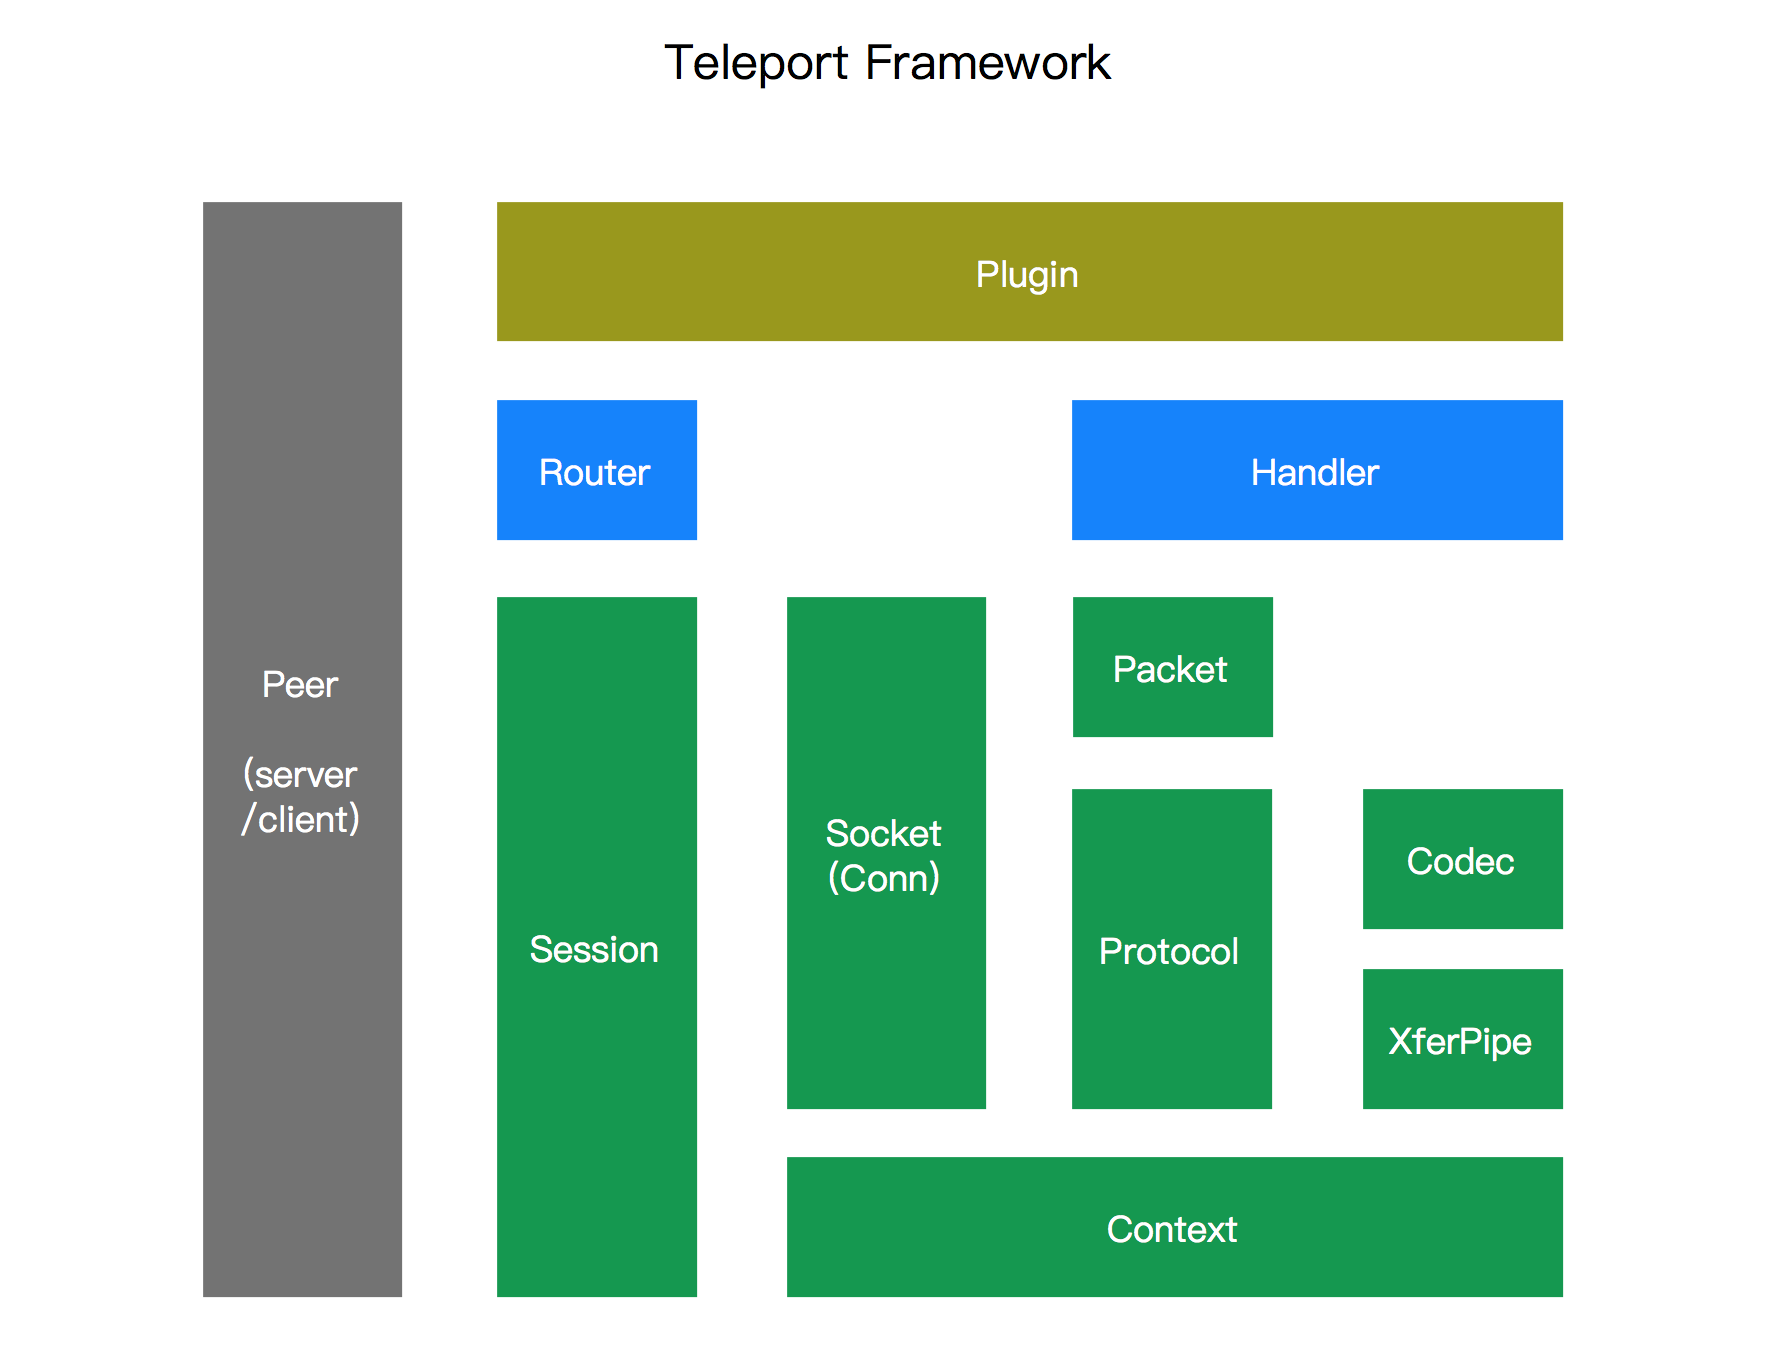 Teleport Framework
Plugin
Router
Handler
Peer
(server
/client)
Session
Socket
(Conn)
Packet
Protocol
Codec
XferPipe
Context